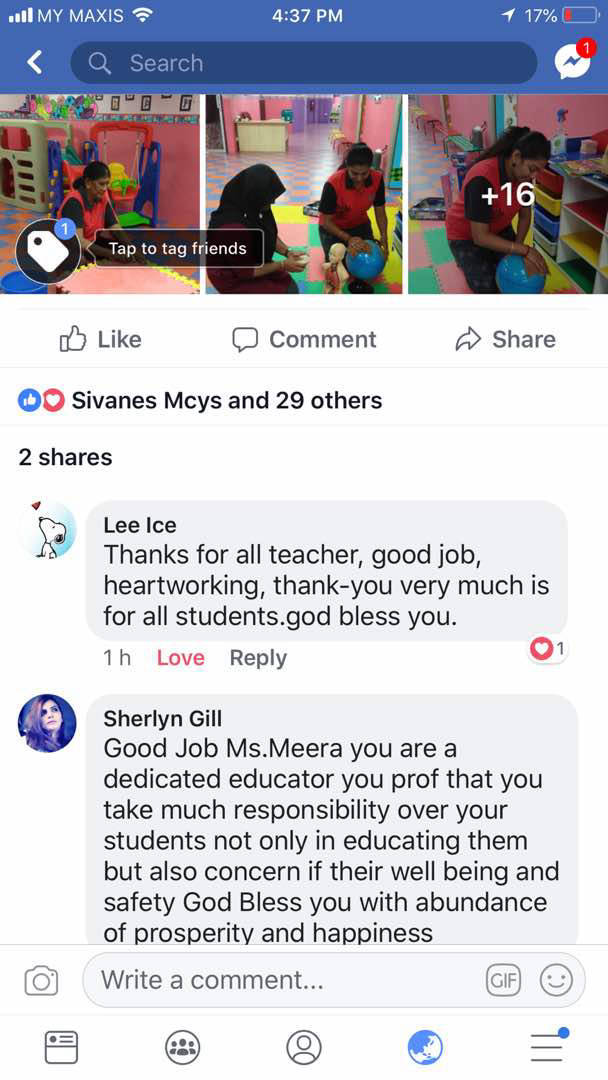 MY MAXIS 4:37 PM 17%
Search
1
+16
1
Tap to tag friends
Like Comment Share
Sivanes Mcys and 29 others
2 shares
Lee Ice
Thanks for all teacher, good job,
heartworking, thank-you very much is
for all students.god bless you.
1 h Love Reply 1
Sherlyn Gill
Good Job Ms.Meera you are a
dedicated educator you prof that you
take much responsibility over your
students not only in educating them
but also concern if their well being and
safety God Bless you with abundance
of prosperity and happiness
Write a comment... GIF